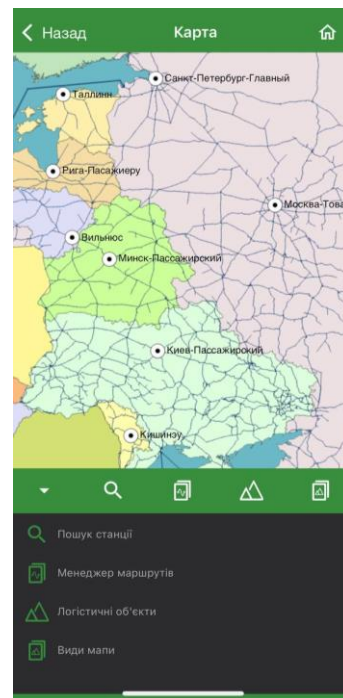 Назад Карта
Санкт-Петербург-Главный
Таллинн
Рига-Пасажиеру
Москва-Това
Вильнюс
Минск-Пассажирский
Киев-Пассажирский
Кишинэу
Пошук станції
Менеджер маршрутів
Логістичні об'єкти
Види мапи